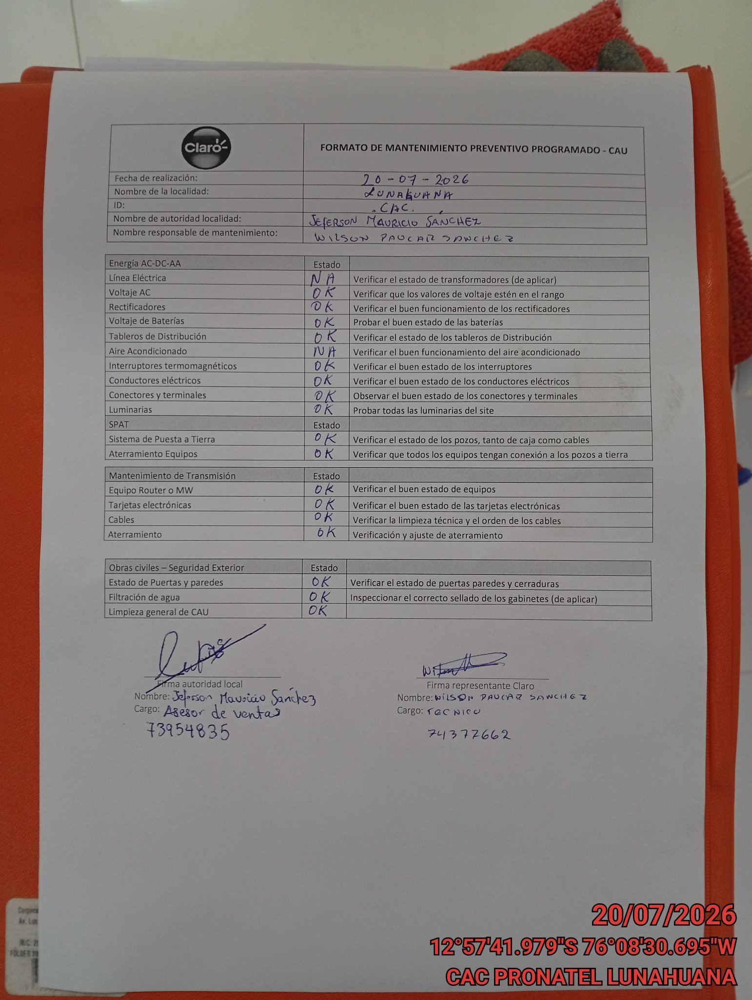 Claro
FORMATO DE MANTENIMIENTO PREVENTIVO PROGRAMADO - CAU
Fecha de realización: 20-07-2026
Nombre de la localidad: LUNAHUANA
ID: .CAC.
Nombre de autoridad localidad: JEFERSON MAURICIO SÁNCHEZ
Nombre responsable de mantenimiento: WILSON PAUCAR SANCHEZ
Energía AC-DC-AA Estado
Línea Eléctrica NA Verificar el estado de transformadores (de aplicar)
Voltaje AC OK Verificar que los valores de voltaje estén en el rango
Rectificadores OK Verificar el buen funcionamiento de los rectificadores
Voltaje de Baterías OK Probar el buen estado de las baterías
Tableros de Distribución OK Verificar el estado de los tableros de Distribución
Aire Acondicionado NA Verificar el buen funcionamiento del aire acondicionado
Interruptores termomagnéticos OK Verificar el buen estado de los interruptores
Conductores eléctricos OK Verificar el buen estado de los conductores eléctricos
Conectores y terminales OK Observar el buen estado de los conectores y terminales
Luminarias OK Probar todas las luminarias del site
SPAT Estado
Sistema de Puesta a Tierra OK Verificar el estado de los pozos, tanto de caja como cables
Aterramiento Equipos OK Verificar que todos los equipos tengan conexión a los pozos a tierra
Mantenimiento de Transmisión Estado
Equipo Router o MW OK Verificar el buen estado de equipos
Tarjetas electrónicas OK Verificar el buen estado de las tarjetas electrónicas
Cables OK Verificar la limpieza técnica y el orden de los cables
Aterramiento OK Verificación y ajuste de aterramiento
Obras civiles – Seguridad Exterior Estado
Estado de Puertas y paredes OK Verificar el estado de puertas paredes y cerraduras
Filtración de agua OK Inspeccionar el correcto sellado de los gabinetes (de aplicar)
Limpieza general de CAU OK
Firma autoridad local
Nombre: Jeferson Mauricio Sánchez
Cargo: Asesor de ventas
73954835
Firma representante Claro
Nombre: WILSON PAUCAR SANCHEZ
Cargo: TECNICO
74377662
Av. Los
20/07/2026
12°57'41.979"S 76°08'30.695"W
CAC PRONATEL LUNAHUANA